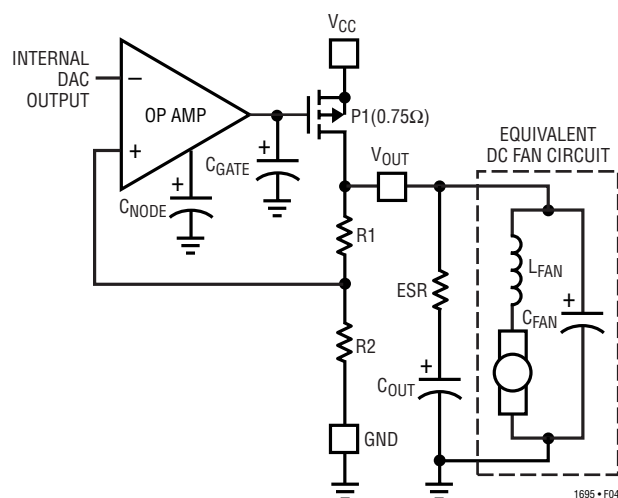 V_CC
INTERNAL
DAC
OUTPUT
−
OP AMP
P1(0.75Ω)
+
C_GATE
+
C_NODE
+
V_OUT
EQUIVALENT
DC FAN CIRCUIT
R1
ESR
L_FAN
+
C_FAN
R2
+
C_OUT
GND
1695 • F04